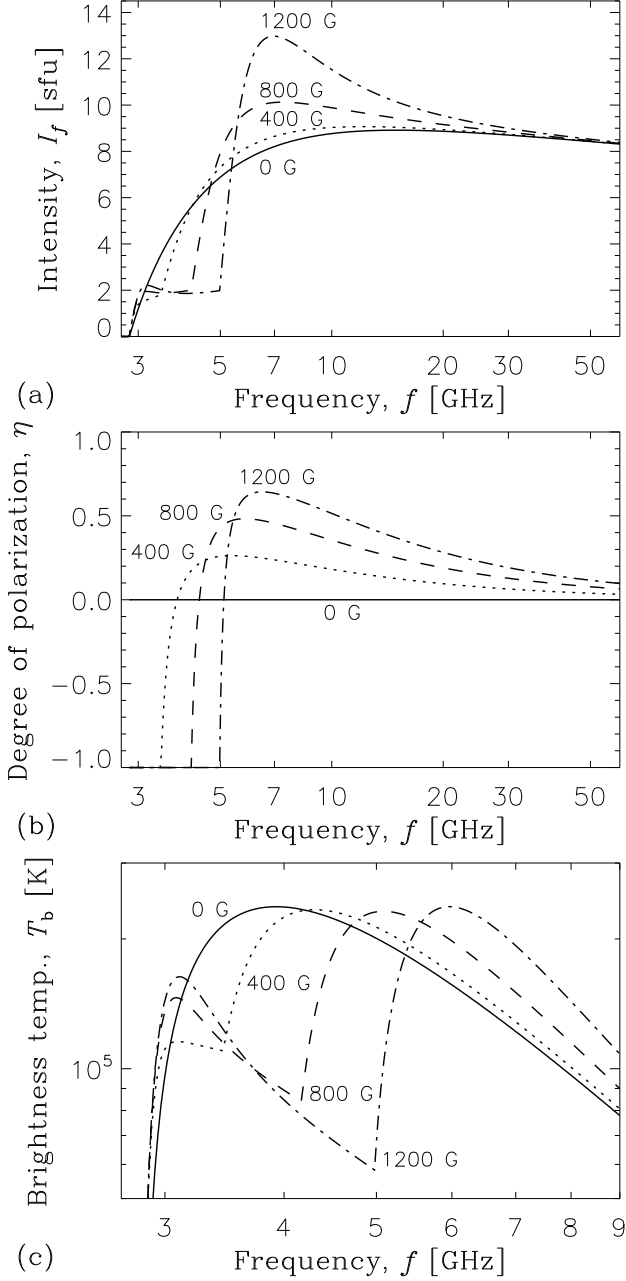 14
12
10
8
6
4
2
0
Intensity, I_f [sfu]
1200 G
800 G
400 G
0 G
3 5 7 10 20 30 50
(a)
Frequency, f [GHz]
1.0
0.5
0.0
−0.5
−1.0
Degree of polarization, η
1200 G
800 G
400 G
0 G
3 5 7 10 20 30 50
(b)
Frequency, f [GHz]
Brightness temp., T_b [K]
10^5
0 G
400 G
800 G
1200 G
3 4 5 6 7 8 9
(c)
Frequency, f [GHz]